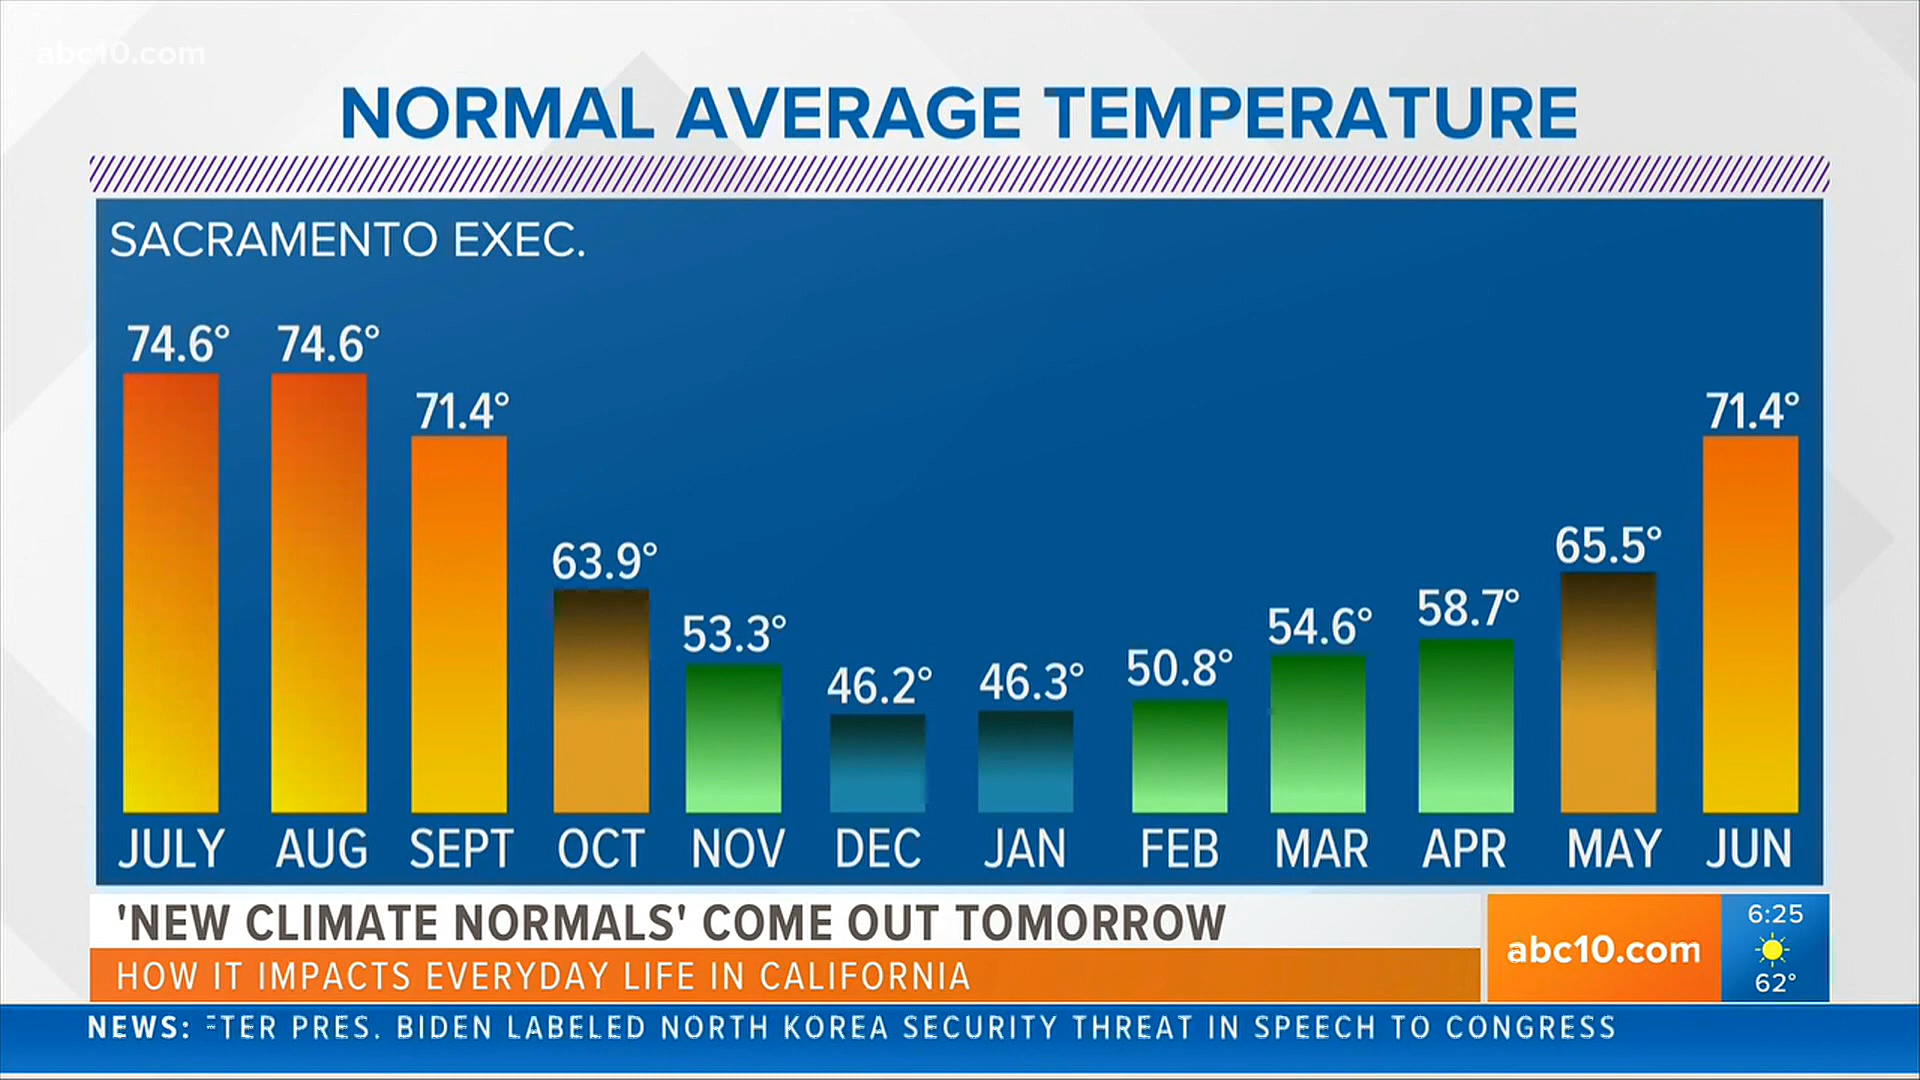 abc10.com
NORMAL AVERAGE TEMPERATURE
SACRAMENTO EXEC.
74.6° 74.6° 71.4° 63.9° 53.3° 46.2° 46.3° 50.8° 54.6° 58.7° 65.5° 71.4°
JULY AUG SEPT OCT NOV DEC JAN FEB MAR APR MAY JUN
'NEW CLIMATE NORMALS' COME OUT TOMORROW
HOW IT IMPACTS EVERYDAY LIFE IN CALIFORNIA
abc10.com
6:25
62°
NEWS: TER PRES. BIDEN LABELED NORTH KOREA SECURITY THREAT IN SPEECH TO CONGRESS